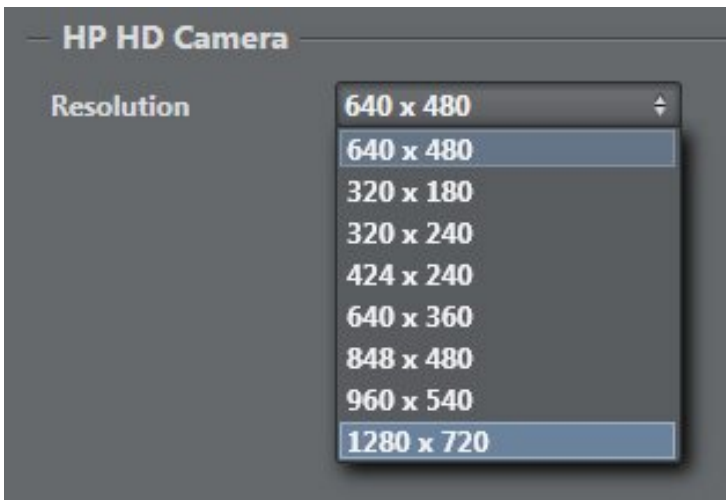 HP HD Camera
Resolution 640 x 480
640 x 480
320 x 180
320 x 240
424 x 240
640 x 360
848 x 480
960 x 540
1280 x 720